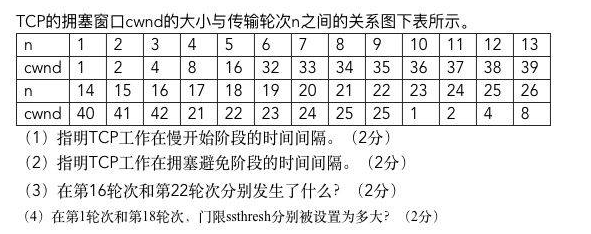 TCP的拥塞窗口cwnd的大小与传输轮次n之间的关系图下表所示。
n 1 2 3 4 5 6 7 8 9 10 11 12 13
cwnd 1 2 4 8 16 32 33 34 35 36 37 38 39
n 14 15 16 17 18 19 20 21 22 23 24 25 26
cwnd 40 41 42 21 22 23 24 25 25 1 2 4 8
（1）指明TCP工作在慢开始阶段的时间间隔。（2分）
（2）指明TCP工作在拥塞避免阶段的时间间隔。（2分）
（3）在第16轮次和第22轮次分别发生了什么？（2分）
（4）在第1轮次和第18轮次，门限ssthresh分别被设置为多大？（2分）